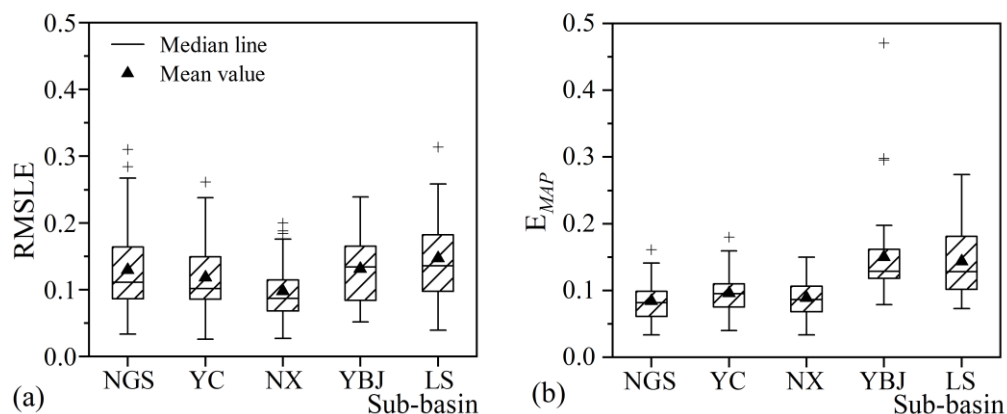 0.5
0.4
0.3
0.2
0.1
0.0
RMSLE
Median line
Mean value
NGS YC NX YBJ LS
Sub-basin
(a)
0.5
0.4
0.3
0.2
0.1
0.0
E_MAP
NGS YC NX YBJ LS
Sub-basin
(b)